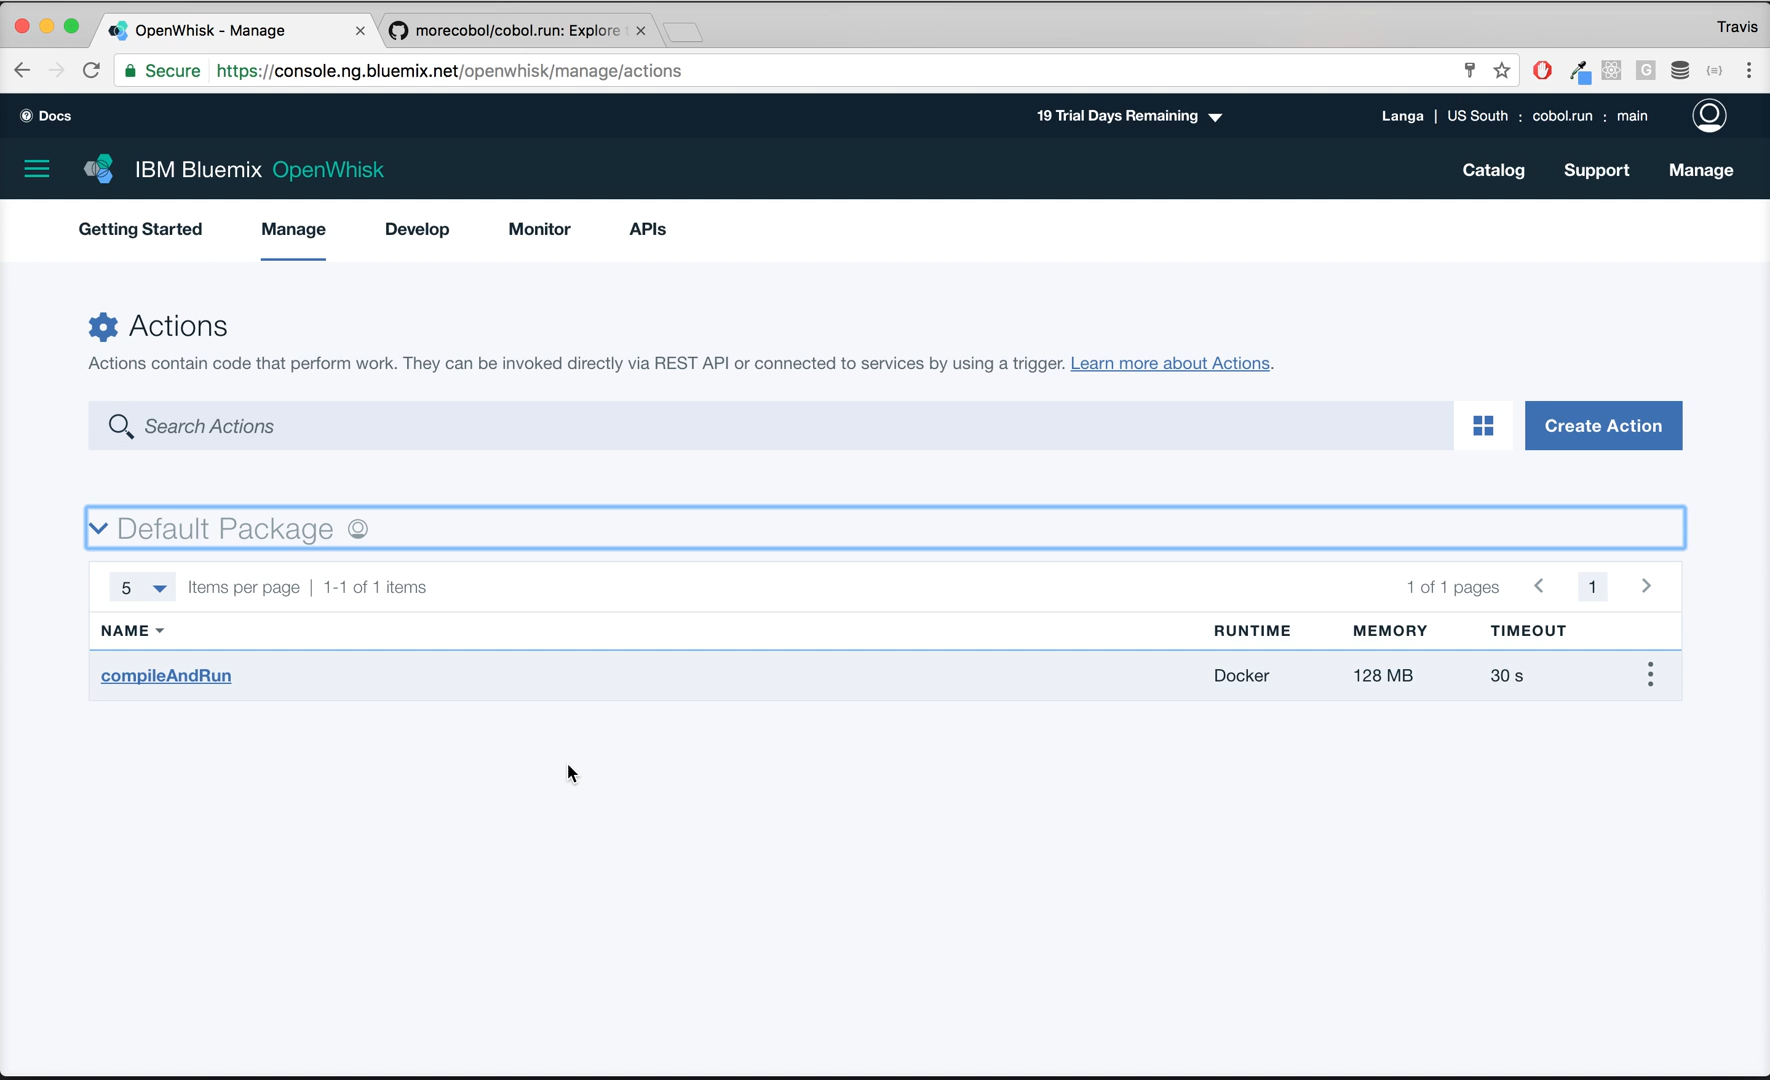 OpenWhisk - Manage
morecobol/cobol.run: Explore
Travis
Secure
https://console.ng.bluemix.net/openwhisk/manage/actions
Docs
19 Trial Days Remaining
Langa | US South : cobol.run : main
IBM Bluemix OpenWhisk
Catalog
Support
Manage
Getting Started
Manage
Develop
Monitor
APIs
Actions
Actions contain code that perform work. They can be invoked directly via REST API or connected to services by using a trigger. Learn more about Actions.
Search Actions
Create Action
Default Package
5 Items per page | 1-1 of 1 items
1 of 1 pages
1
NAME RUNTIME MEMORY TIMEOUT
compileAndRun Docker 128 MB 30 s